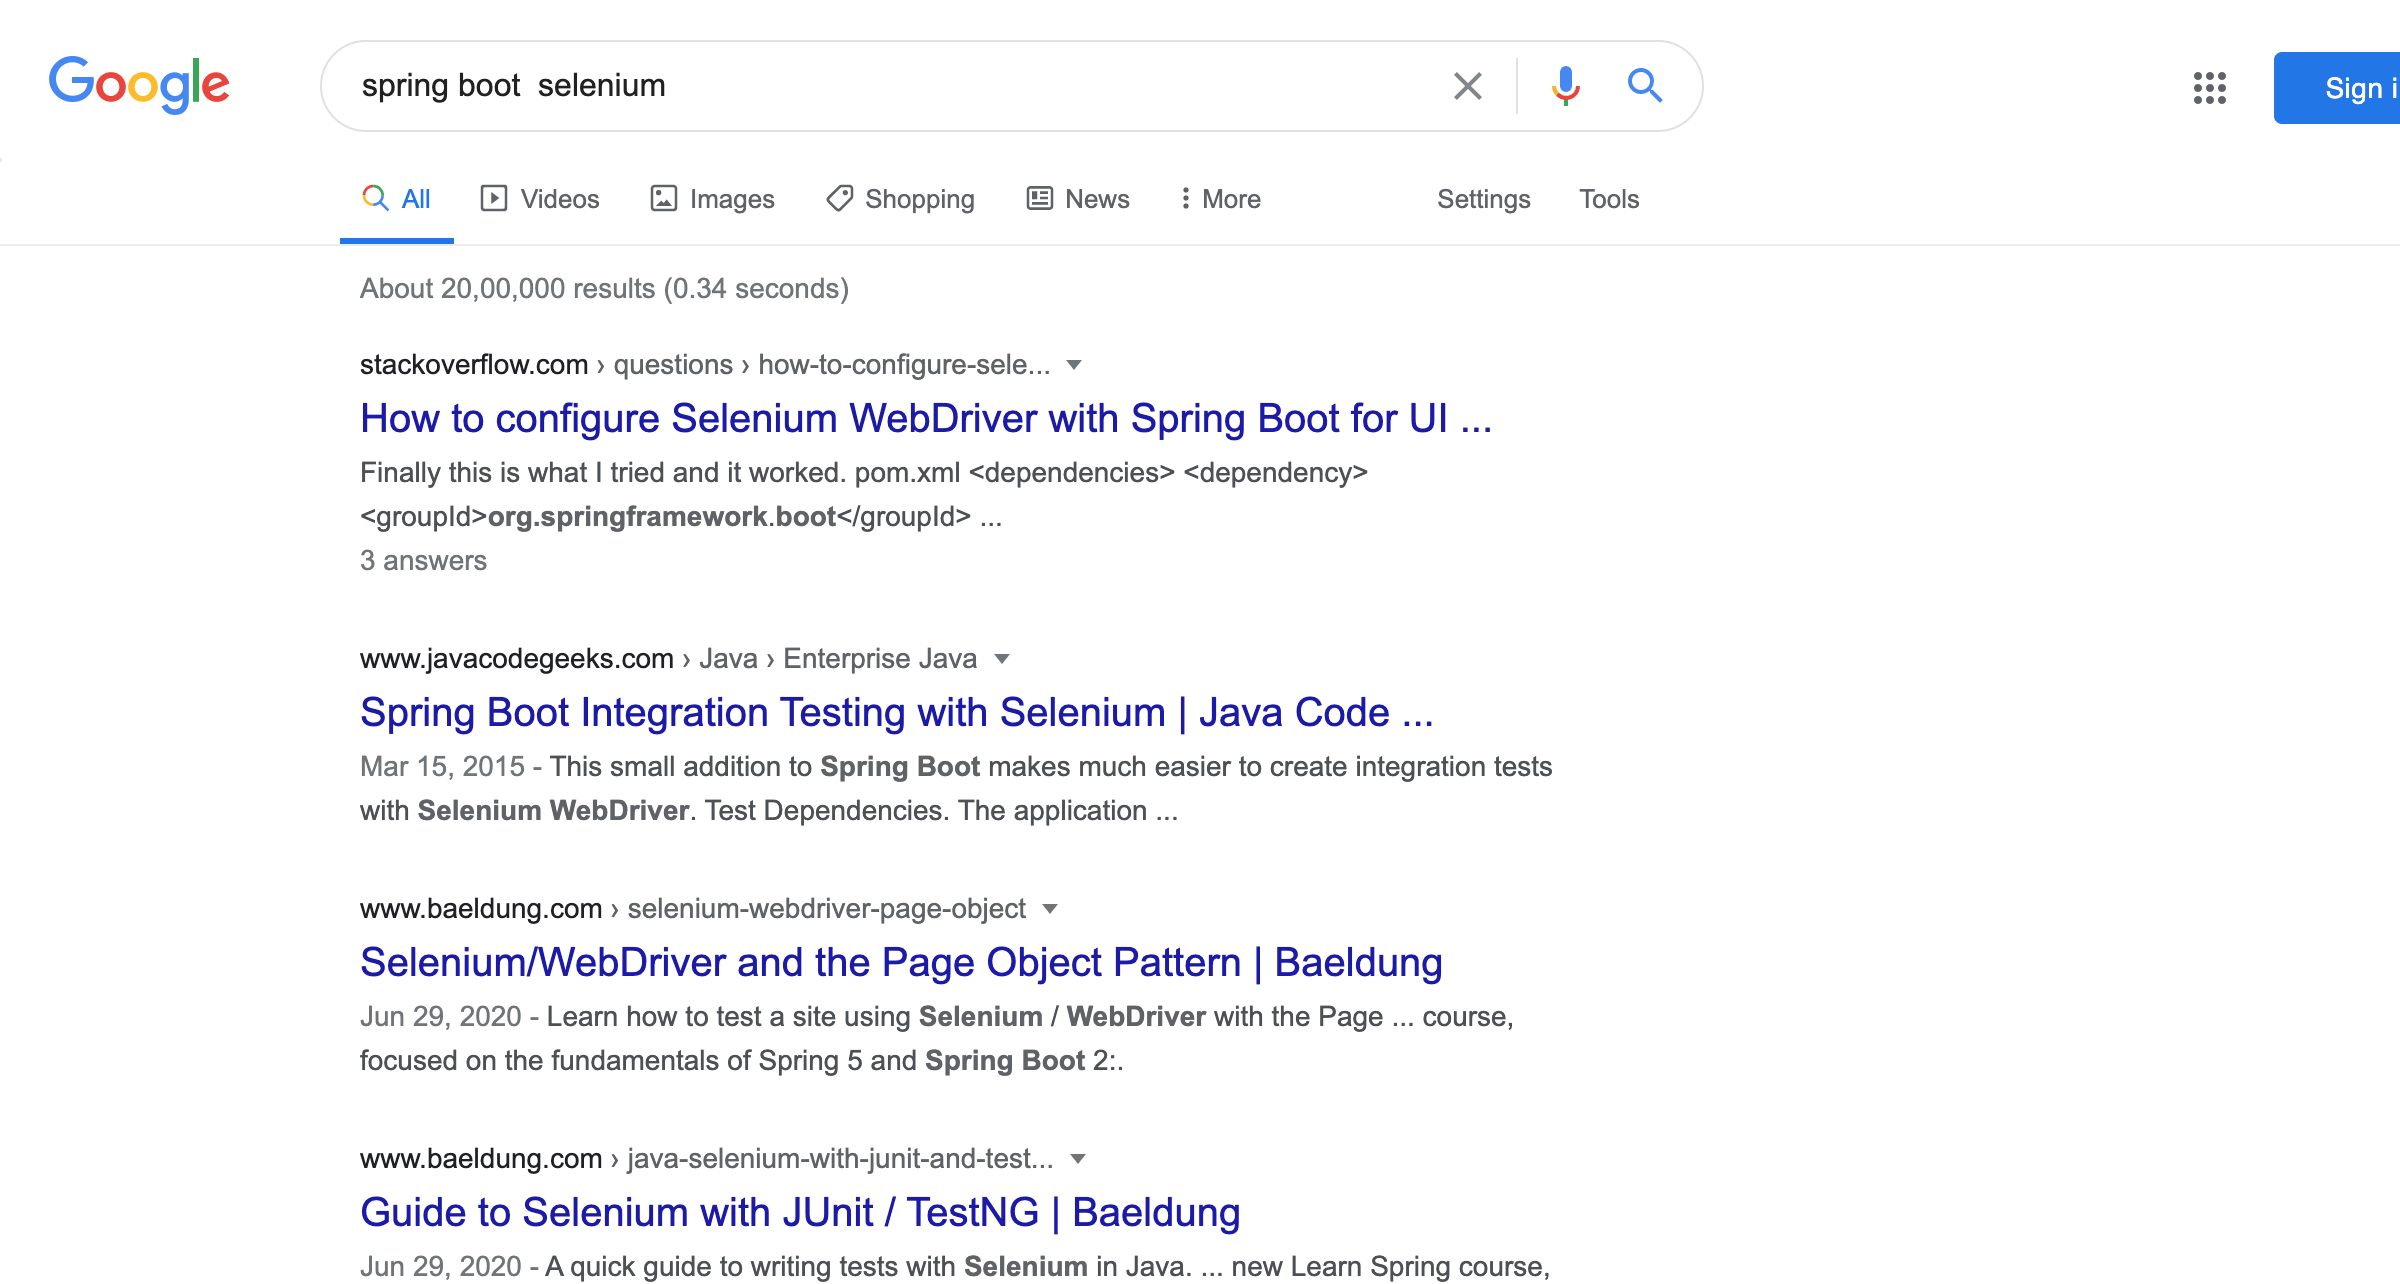 Google
spring boot  selenium
Sign i
All Videos Images Shopping News More Settings Tools
About 20,00,000 results (0.34 seconds)
stackoverflow.com › questions › how-to-configure-sele...
How to configure Selenium WebDriver with Spring Boot for UI ...
Finally this is what I tried and it worked. pom.xml <dependencies> <dependency>
<groupId>org.springframework.boot</groupId> ...
3 answers
www.javacodegeeks.com › Java › Enterprise Java
Spring Boot Integration Testing with Selenium | Java Code ...
Mar 15, 2015 - This small addition to Spring Boot makes much easier to create integration tests
with Selenium WebDriver. Test Dependencies. The application ...
www.baeldung.com › selenium-webdriver-page-object
Selenium/WebDriver and the Page Object Pattern | Baeldung
Jun 29, 2020 - Learn how to test a site using Selenium / WebDriver with the Page ... course,
focused on the fundamentals of Spring 5 and Spring Boot 2:.
www.baeldung.com › java-selenium-with-junit-and-test...
Guide to Selenium with JUnit / TestNG | Baeldung
Jun 29, 2020 - A quick guide to writing tests with Selenium in Java. ... new Learn Spring course,